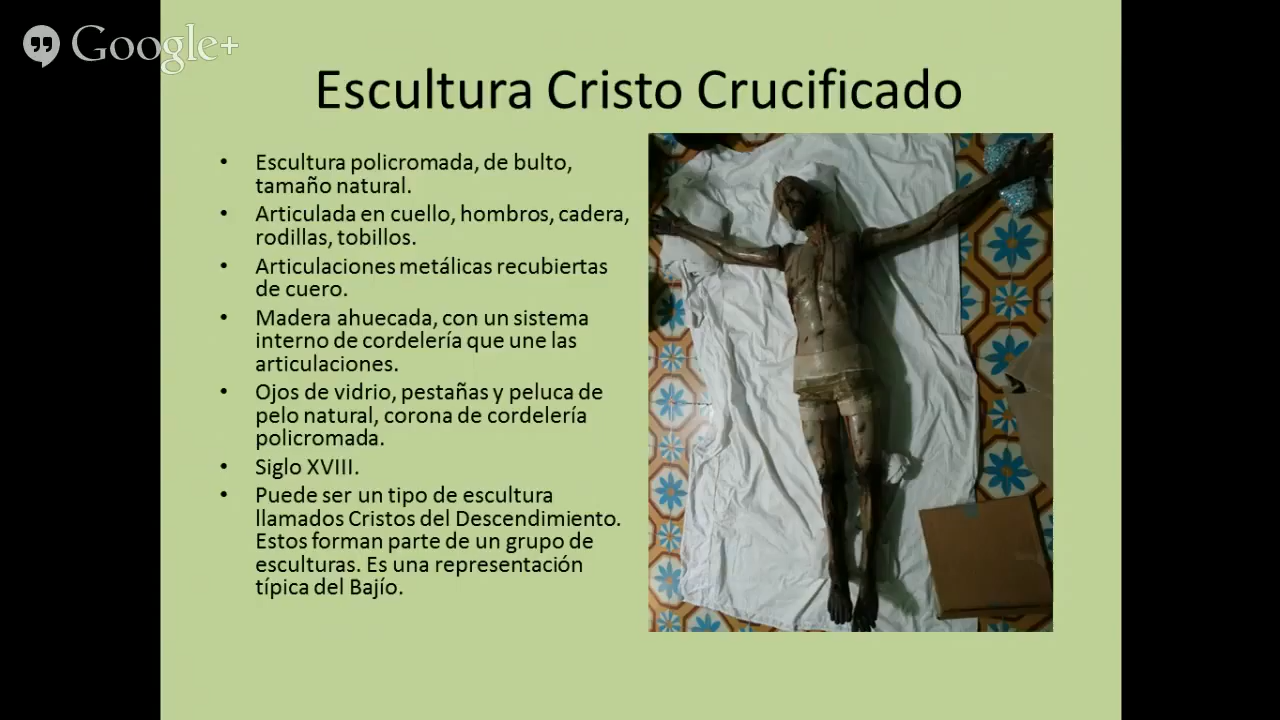 Google+
Escultura Cristo Crucificado
• Escultura policromada, de bulto,
tamaño natural.
• Articulada en cuello, hombros, cadera,
rodillas, tobillos.
• Articulaciones metálicas recubiertas
de cuero.
• Madera ahuecada, con un sistema
interno de cordelería que une las
articulaciones.
• Ojos de vidrio, pestañas y peluca de
pelo natural, corona de cordelería
policromada.
• Siglo XVIII.
• Puede ser un tipo de escultura
llamados Cristos del Descendimiento.
Estos forman parte de un grupo de
esculturas. Es una representación
típica del Bajío.